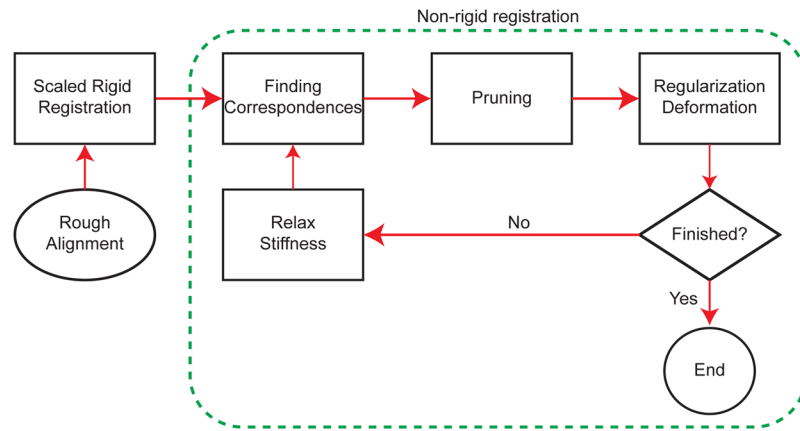 Non-rigid registration
Scaled Rigid
Registration
Finding
Correspondences
Pruning
Regularization
Deformation
Rough
Alignment
Relax
Stiffness
No
Finished?
Yes
End